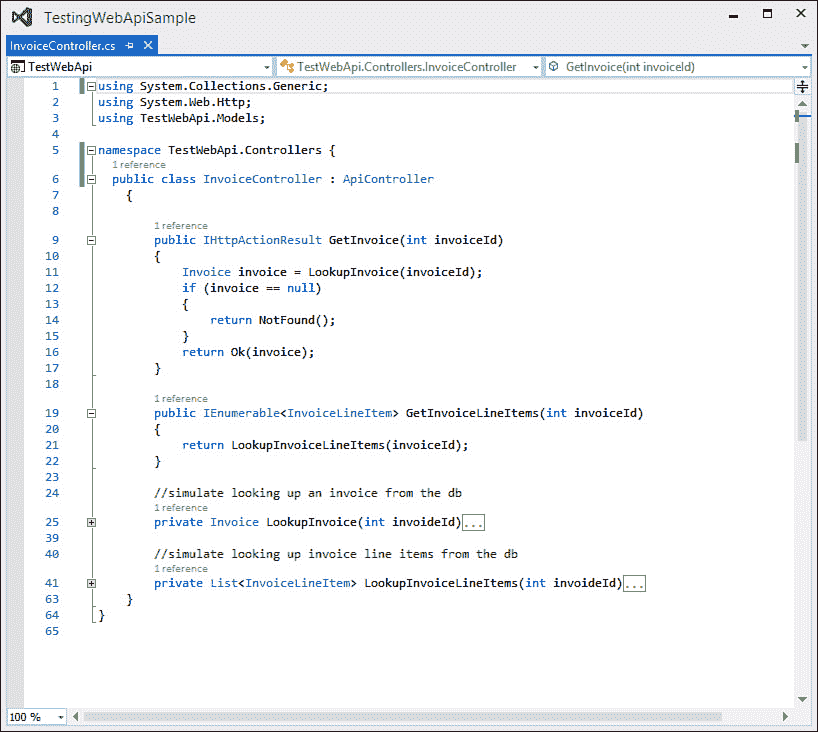 TestingWebApiSample
InvoiceController.cs
TestWebApi TestWebApi.Controllers.InvoiceController GetInvoice(int invoiceId)
1 using System.Collections.Generic;
2 using System.Web.Http;
3 using TestWebApi.Models;
4
5 namespace TestWebApi.Controllers {
1 reference
6 public class InvoiceController : ApiController
7 {
8
1 reference
9 public IHttpActionResult GetInvoice(int invoiceId)
10 {
11 Invoice invoice = LookupInvoice(invoiceId);
12 if (invoice == null)
13 {
14 return NotFound();
15 }
16 return Ok(invoice);
17 }
18
1 reference
19 public IEnumerable<InvoiceLineItem> GetInvoiceLineItems(int invoiceId)
20 {
21 return LookupInvoiceLineItems(invoiceId);
22 }
23
24 //simulate looking up an invoice from the db
1 reference
25 private Invoice LookupInvoice(int invoideId)...
39
40 //simulate looking up invoice line items from the db
1 reference
41 private List<InvoiceLineItem> LookupInvoiceLineItems(int invoideId)...
63 }
64 }
65
100 %